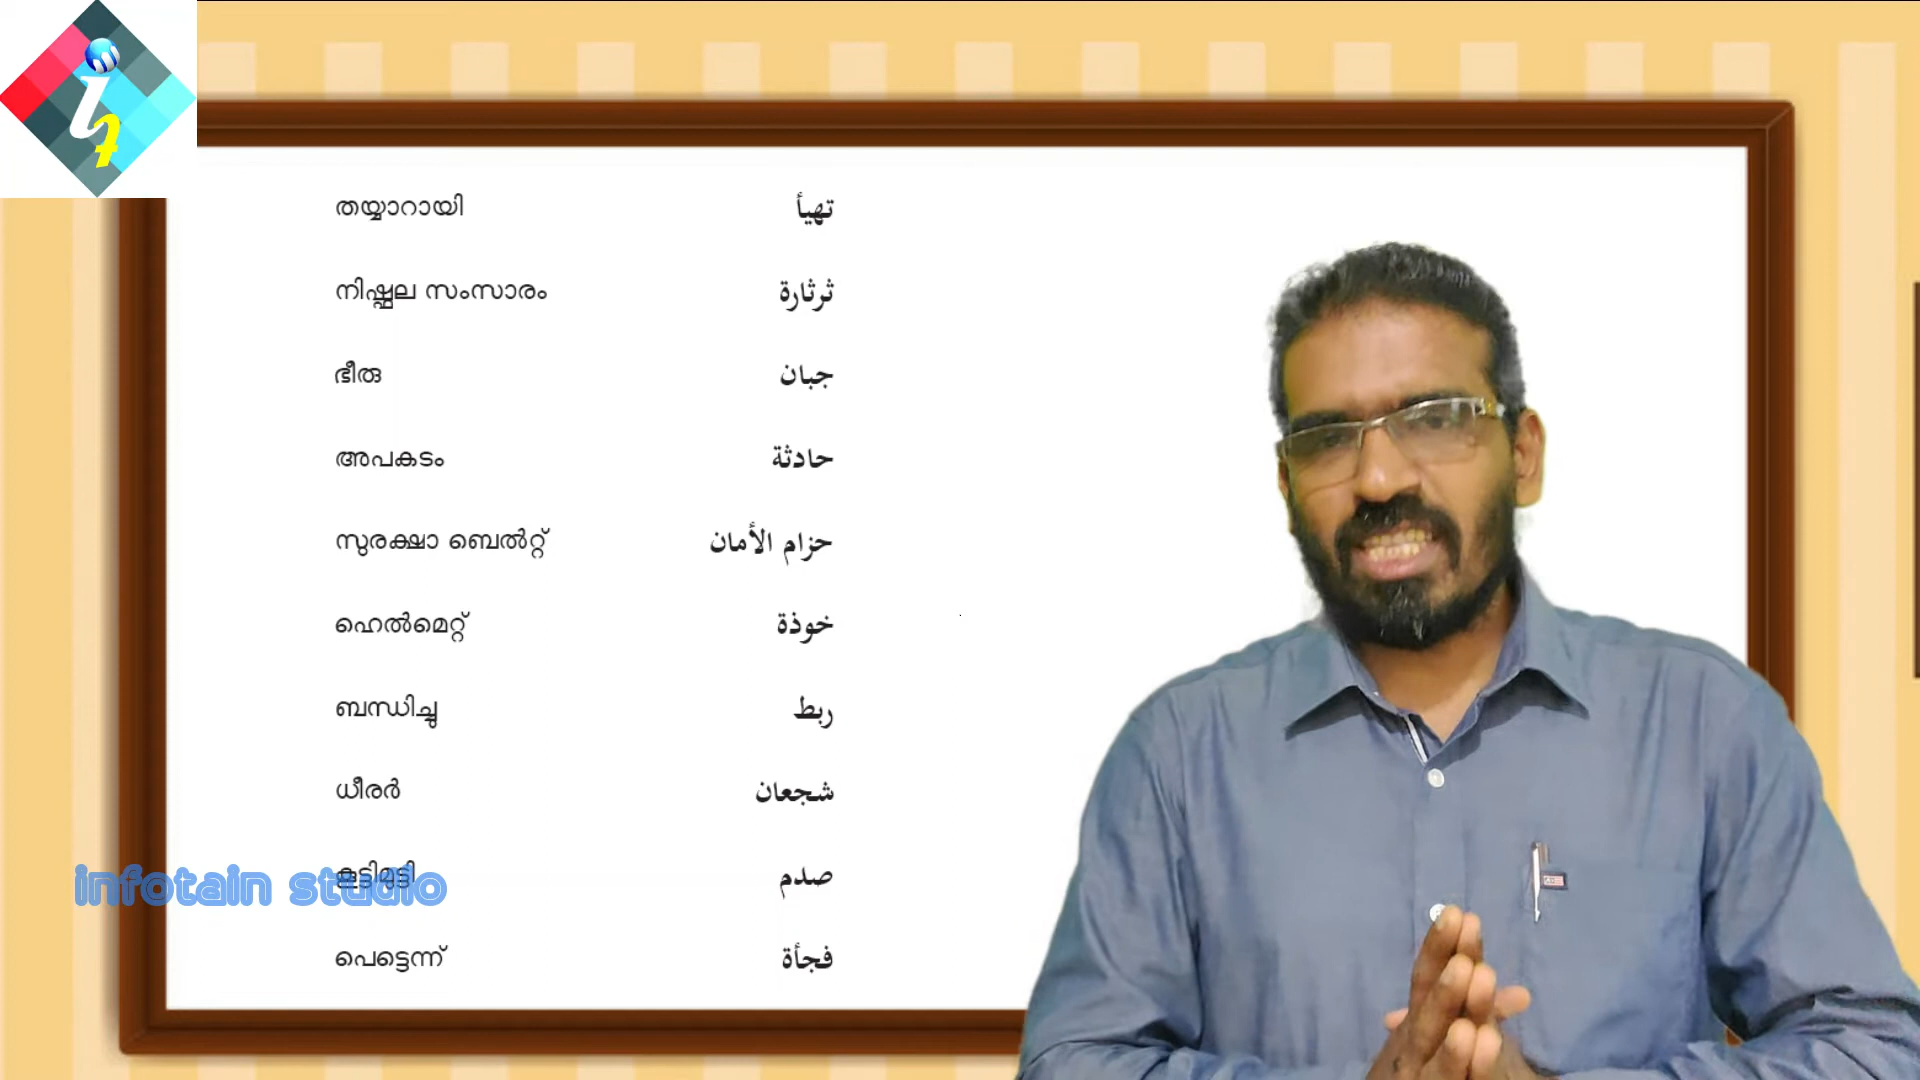 തയ്യാറായി تهيأ
നിഷ്ഫല സംസാരം ثرثارة
ഭീരു جبان
അപകടം حادثة
സുരക്ഷാ ബെൽറ്റ് حزام الأمان
ഹെൽമെറ്റ് خوذة
ബന്ധിച്ചു ربط
ധീരർ شجعان
കൂട്ടിമുട്ടി صدم
infotain studio
പെട്ടെന്ന് فجأة